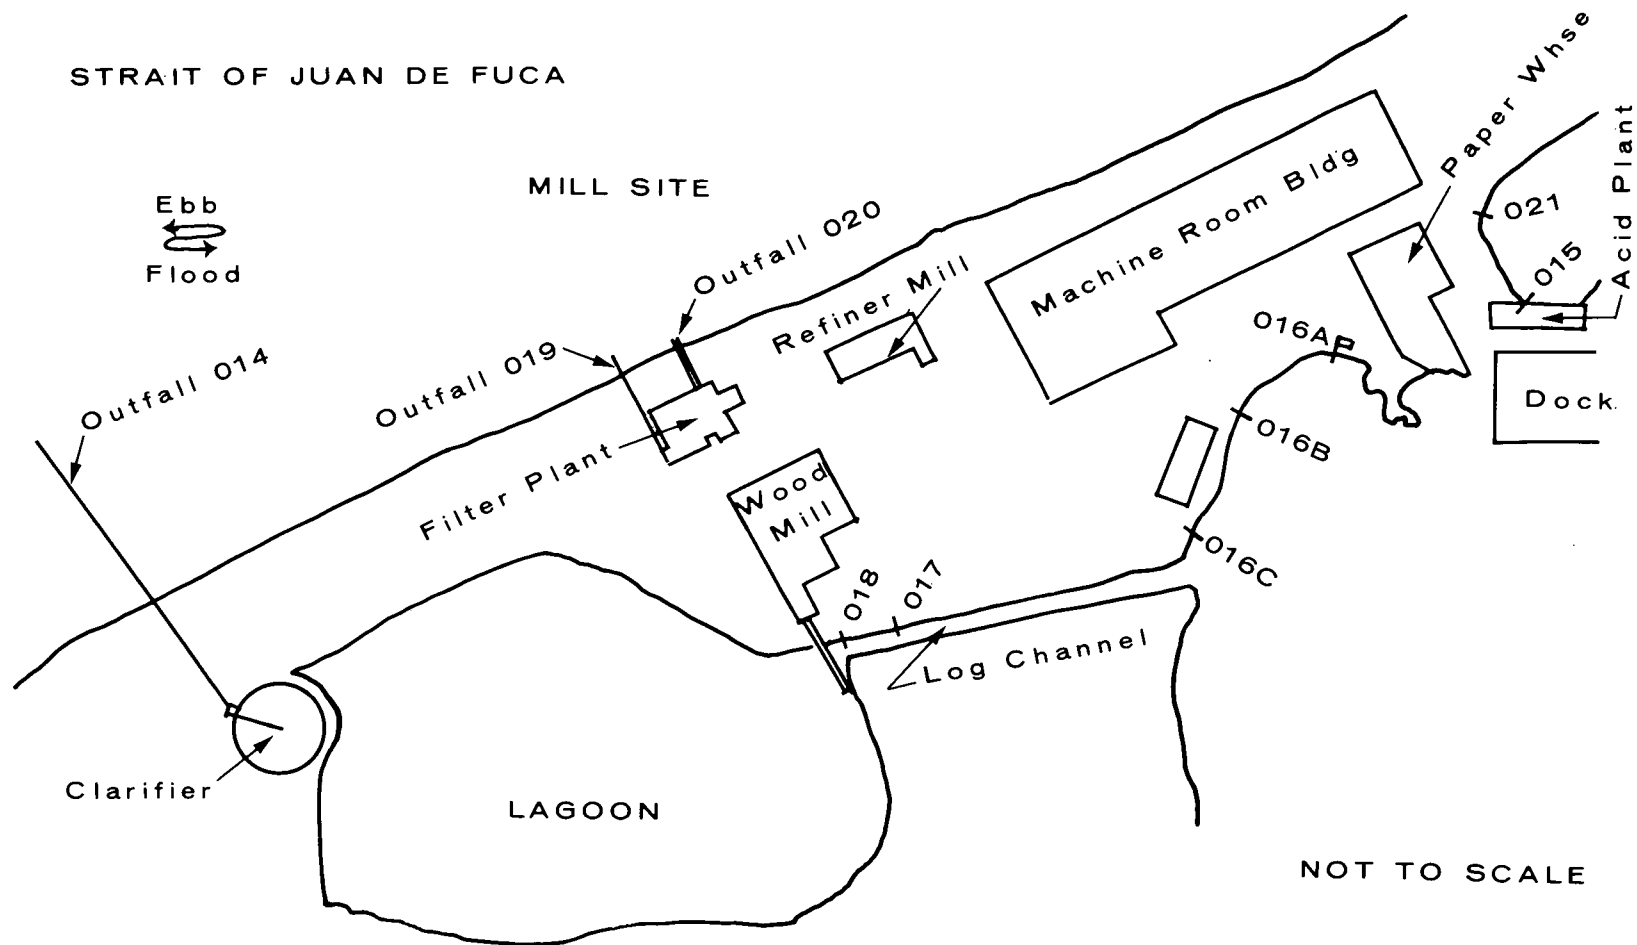 STRAIT OF JUAN DE FUCA
Paper Whse
Acid Plant
MILL SITE
Machine Room Bldg
Ebb
Flood
Outfall 020
021
015
Refiner Mill
016A
Outfall 019
Outfall 014
Dock
016B
Filter Plant
Wood
Mill
016C
018
017
Log Channel
Clarifier
LAGOON
NOT TO SCALE